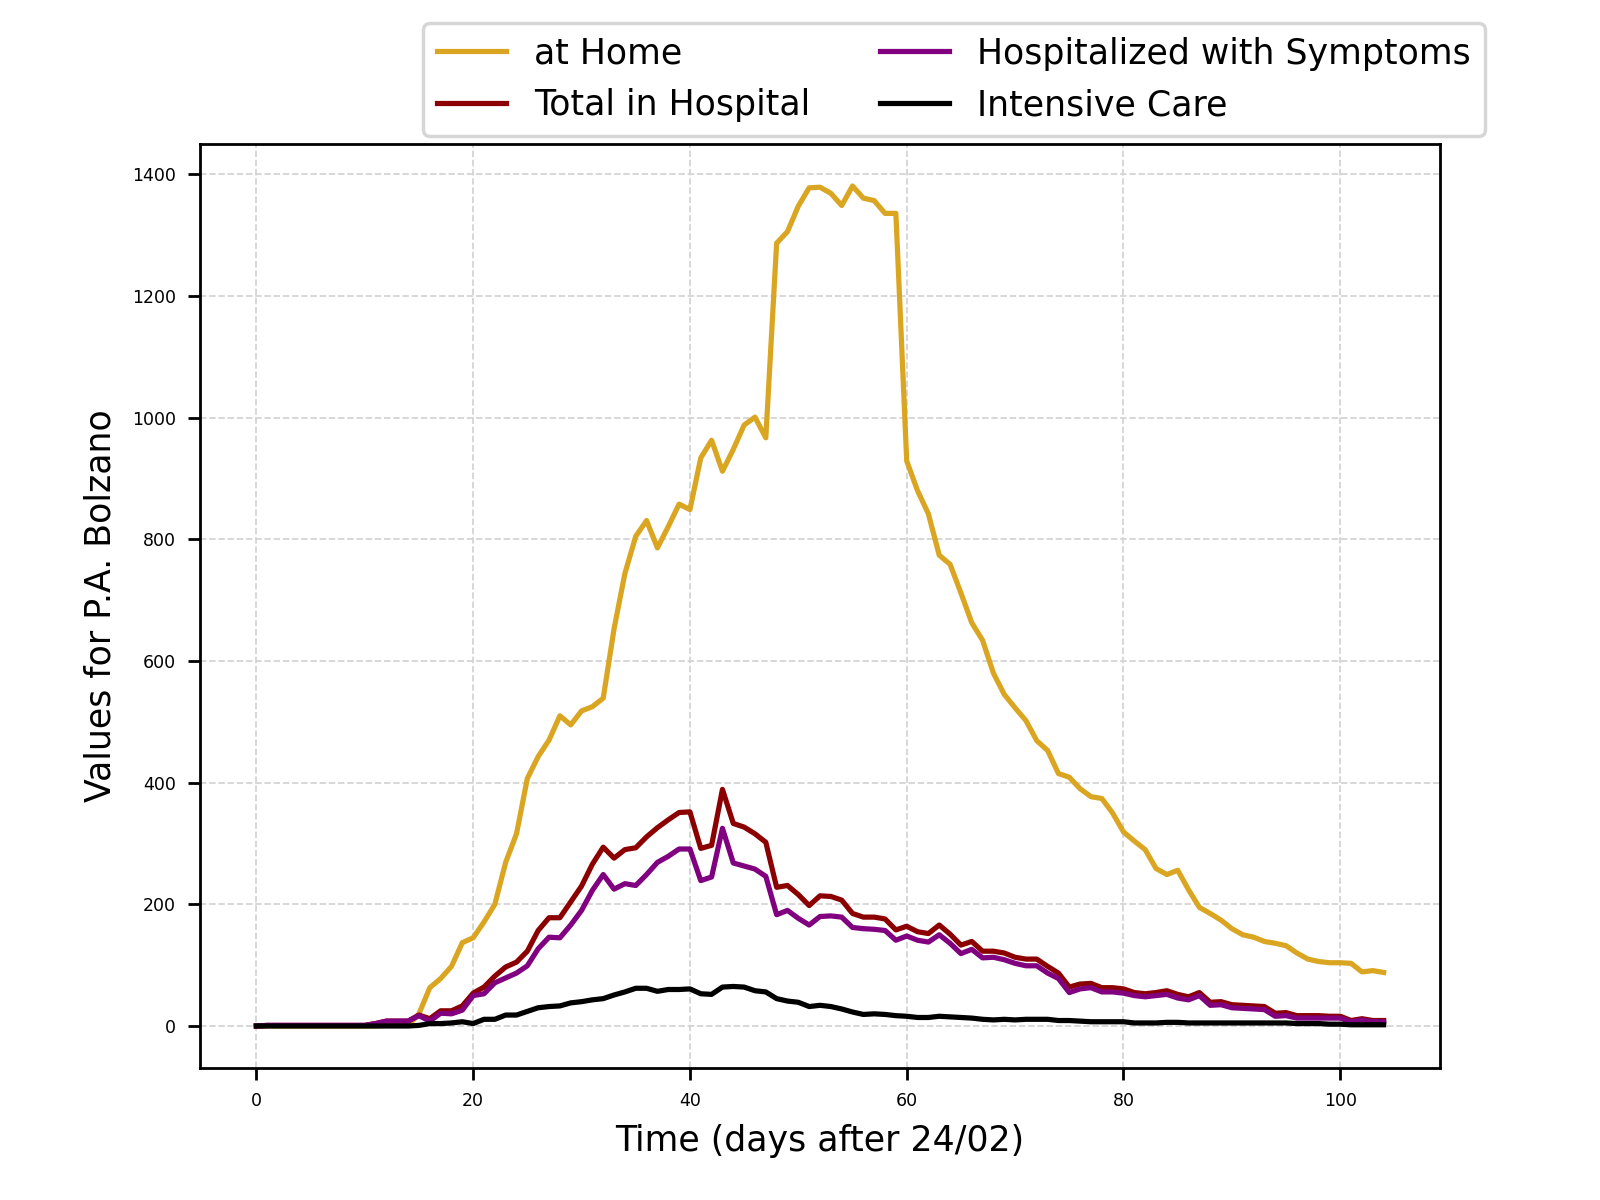 at Home
Total in Hospital
Hospitalized with Symptoms
Intensive Care
Values for P.A. Bolzano
1400
1200
1000
800
600
400
200
0
0 20 40 60 80 100
Time (days after 24/02)